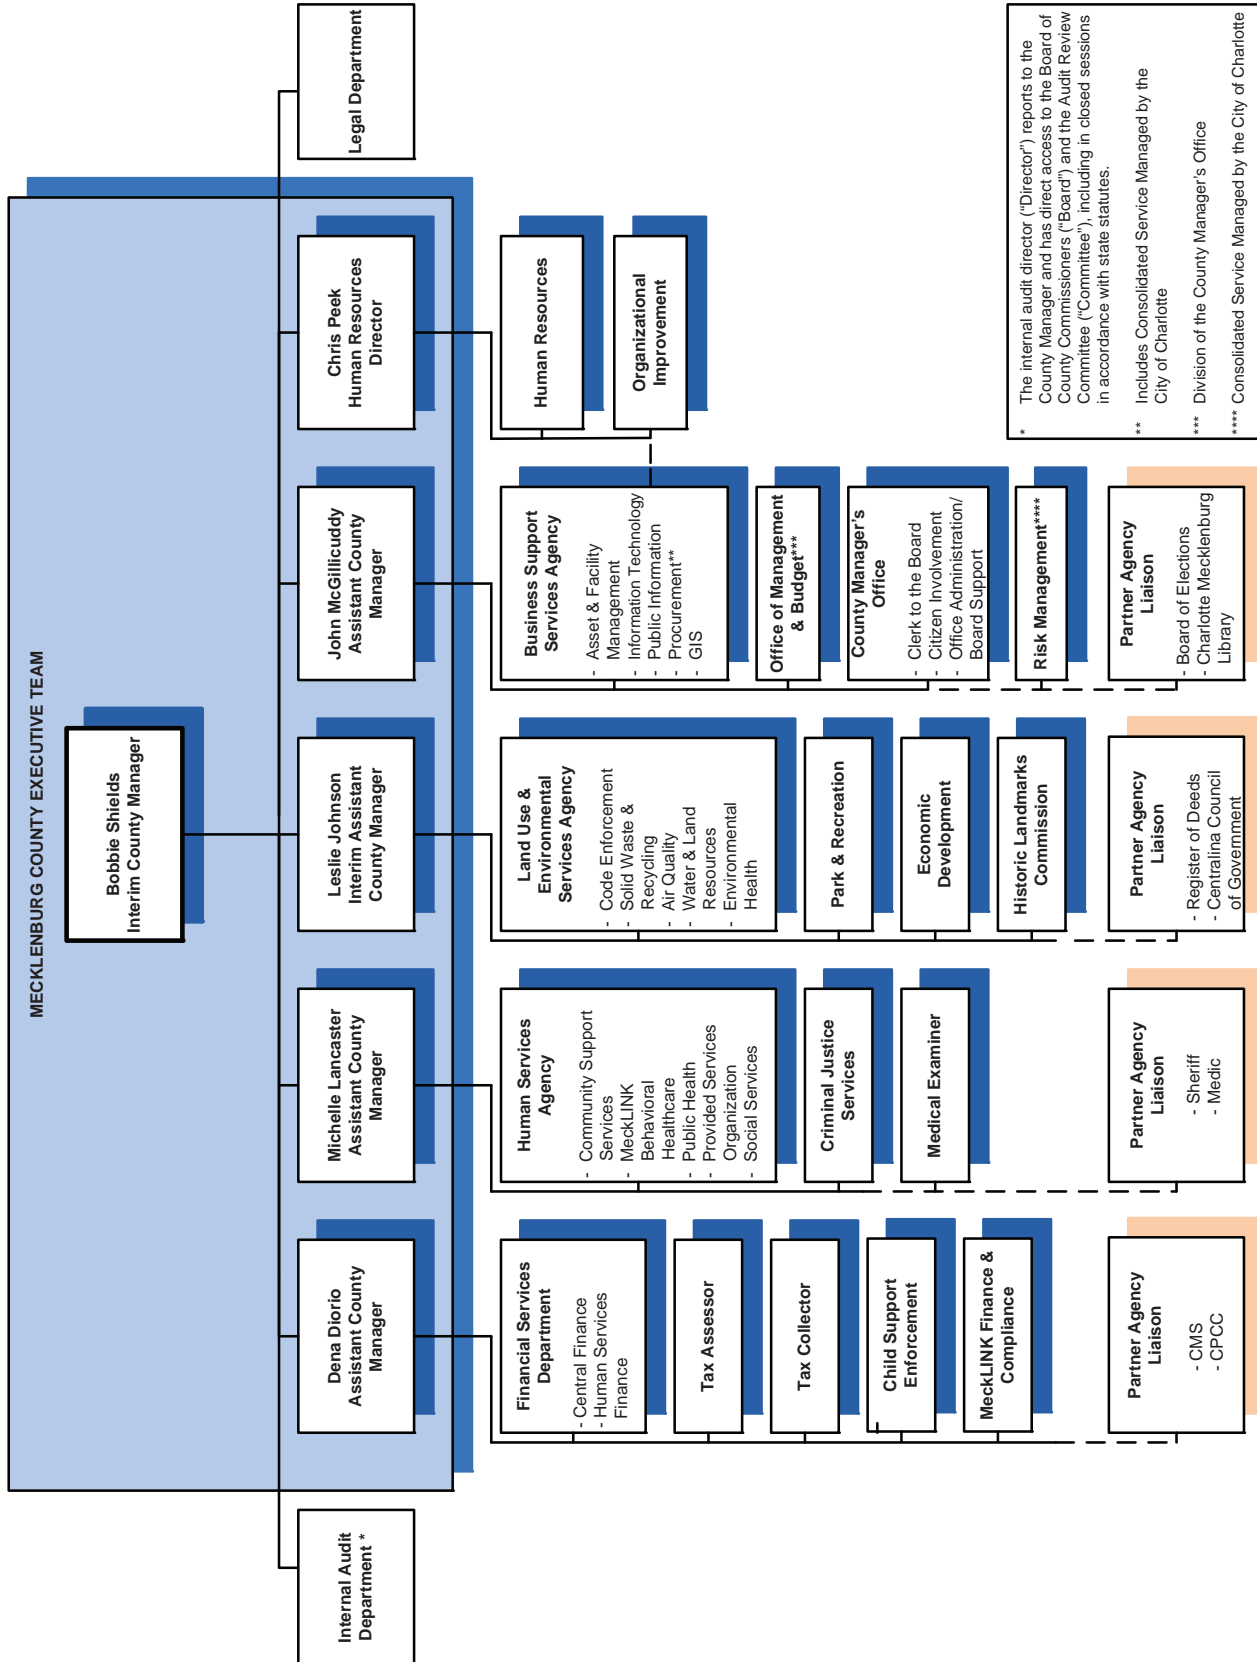 MECKLENBURG COUNTY EXECUTIVE TEAM
Bobbie Shields
Interim County Manager
Internal Audit
Department *
Dena Diorio
Assistant County
Manager
Michelle Lancaster
Assistant County
Manager
Leslie Johnson
Interim Assistant
County Manager
John McGillicuddy
Assistant County
Manager
Chris Peek
Human Resources
Director
Legal Department
Financial Services
Department
- Central Finance
- Human Services
Finance
Tax Assessor
Tax Collector
Child Support
Enforcement
MeckLINK Finance &
Compliance
Partner Agency
Liaison
- CMS
- CPCC
Human Services
Agency
- Community Support
Services
- MeckLINK
Behavioral
Healthcare
- Public Health
- Provided Services
Organization
- Social Services
Criminal Justice
Services
Medical Examiner
Partner Agency
Liaison
- Sheriff
- Medic
Land Use &
Environmental
Services Agency
- Code Enforcement
- Solid Waste &
Recycling
- Air Quality
- Water & Land
Resources
- Environmental
Health
Park & Recreation
Economic
Development
Historic Landmarks
Commission
Partner Agency
Liaison
- Register of Deeds
- Centralina Council
of Government
Business Support
Services Agency
- Asset & Facility
Management
- Information Technology
- Public Information
- Procurement**
- GIS
Office of Management
& Budget***
County Manager's
Office
- Clerk to the Board
- Citizen Involvement
- Office Administration/
Board Support
Risk Management****
Partner Agency
Liaison
- Board of Elections
- Charlotte Mecklenburg
Library
Human Resources
Organizational
Improvement
* The internal audit director (“Director”) reports to the
County Manager and has direct access to the Board of
County Commissioners (“Board”) and the Audit Review
Committee (“Committee”), including in closed sessions
in accordance with state statutes.
** Includes Consolidated Service Managed by the
City of Charlotte
*** Division of the County Manager's Office
**** Consolidated Service Managed by the City of Charlotte